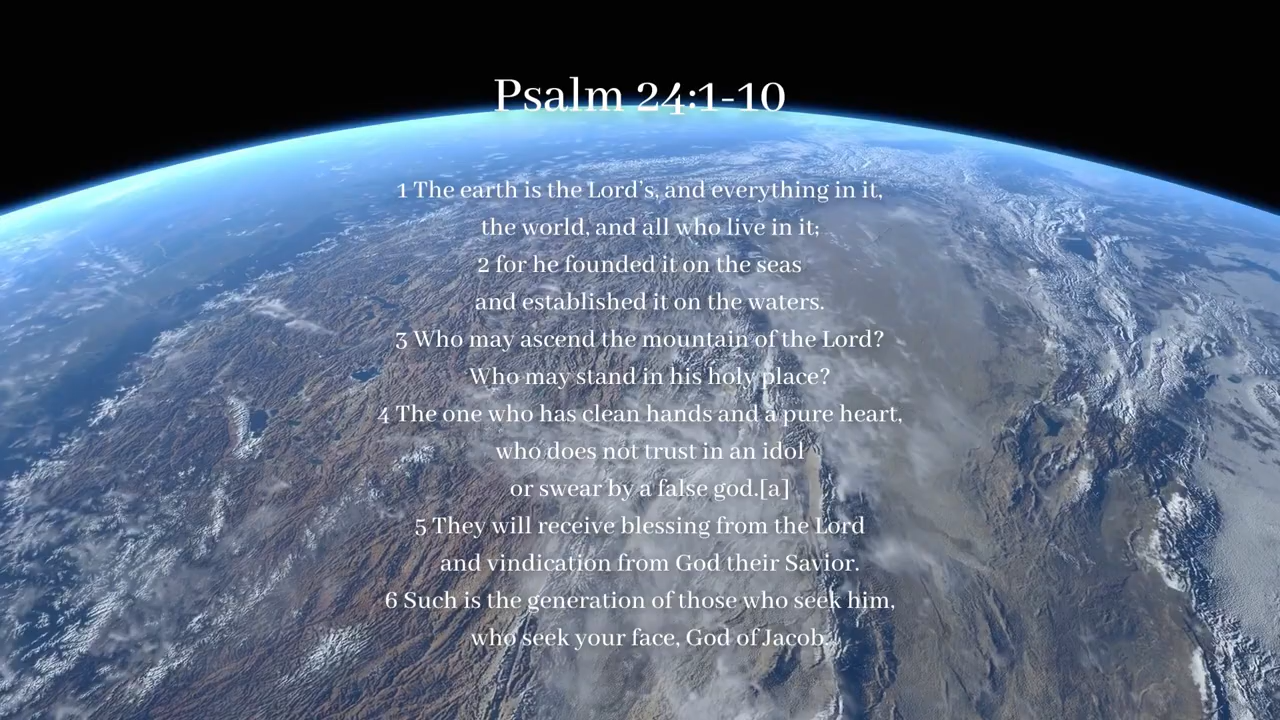 Psalm 24:1-10
1 The earth is the Lord’s, and everything in it,
the world, and all who live in it;
2 for he founded it on the seas
and established it on the waters.
3 Who may ascend the mountain of the Lord?
Who may stand in his holy place?
4 The one who has clean hands and a pure heart,
who does not trust in an idol
or swear by a false god.[a]
5 They will receive blessing from the Lord
and vindication from God their Savior.
6 Such is the generation of those who seek him,
who seek your face, God of Jacob.